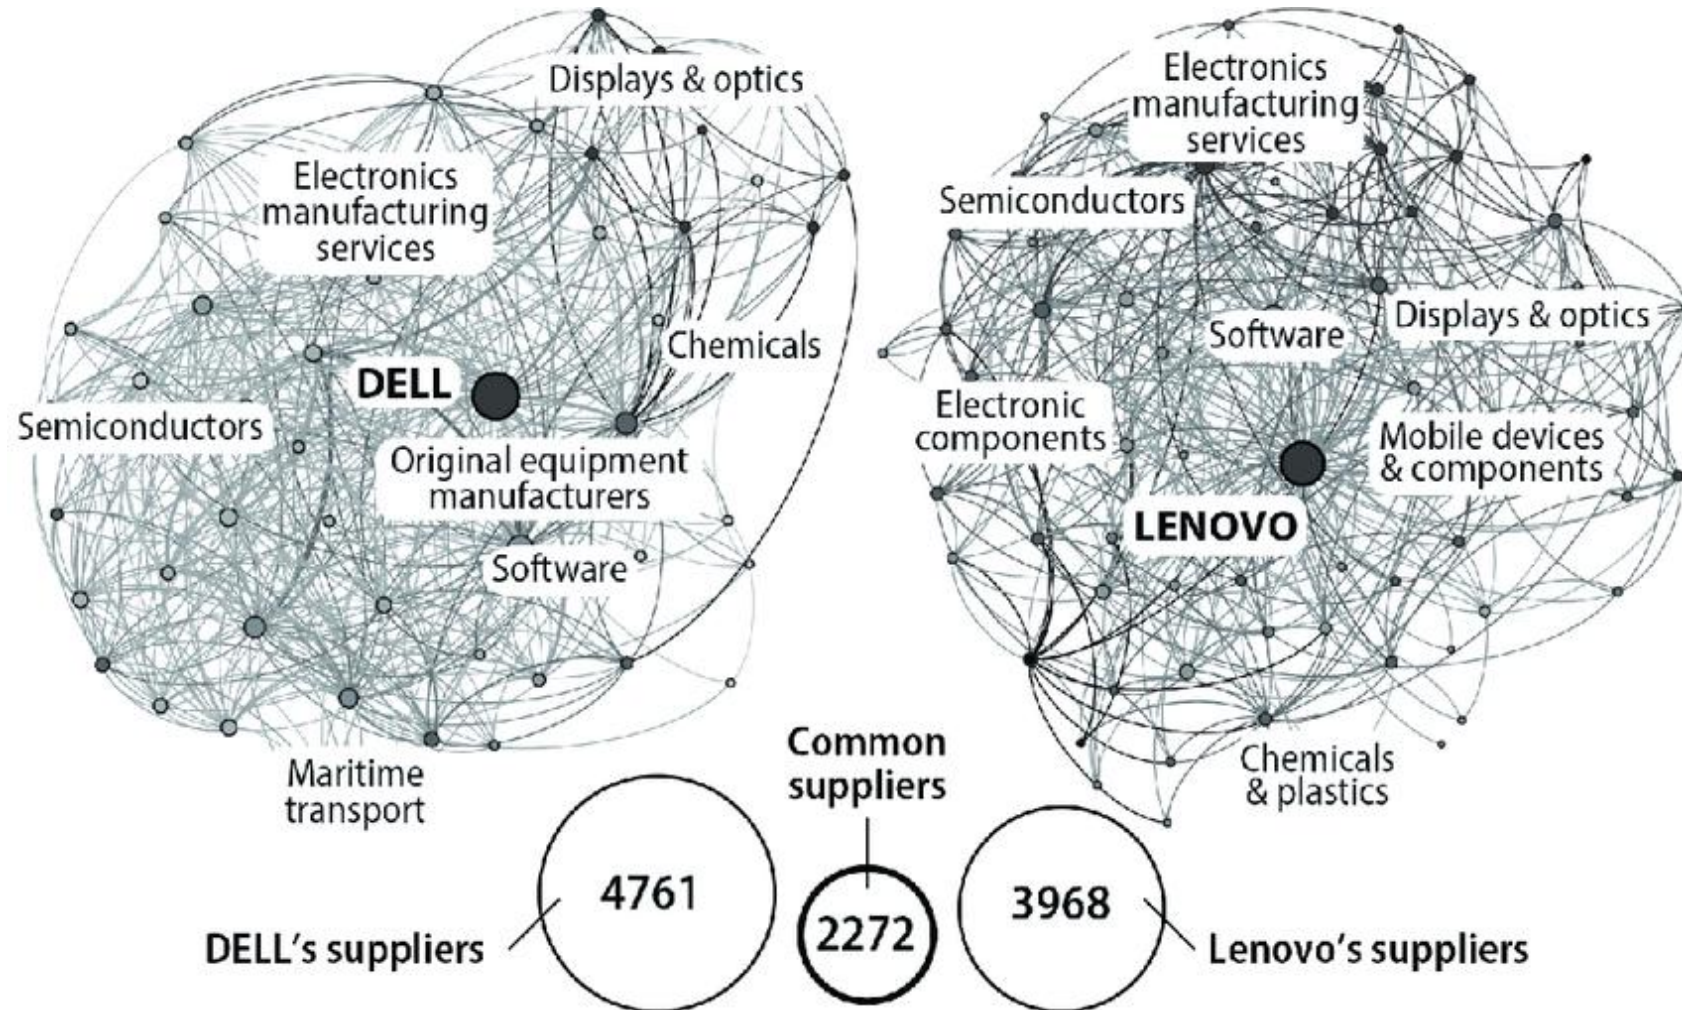 Displays & optics
Electronics
manufacturing
services
Chemicals
DELL
Semiconductors
Original equipment
manufacturers
Software
Maritime
transport
Electronics
manufacturing
services
Semiconductors
Software
Displays & optics
Electronic
components
Mobile devices
& components
LENOVO
Chemicals
& plastics
Common
suppliers
4761
2272
3968
DELL’s suppliers
Lenovo’s suppliers